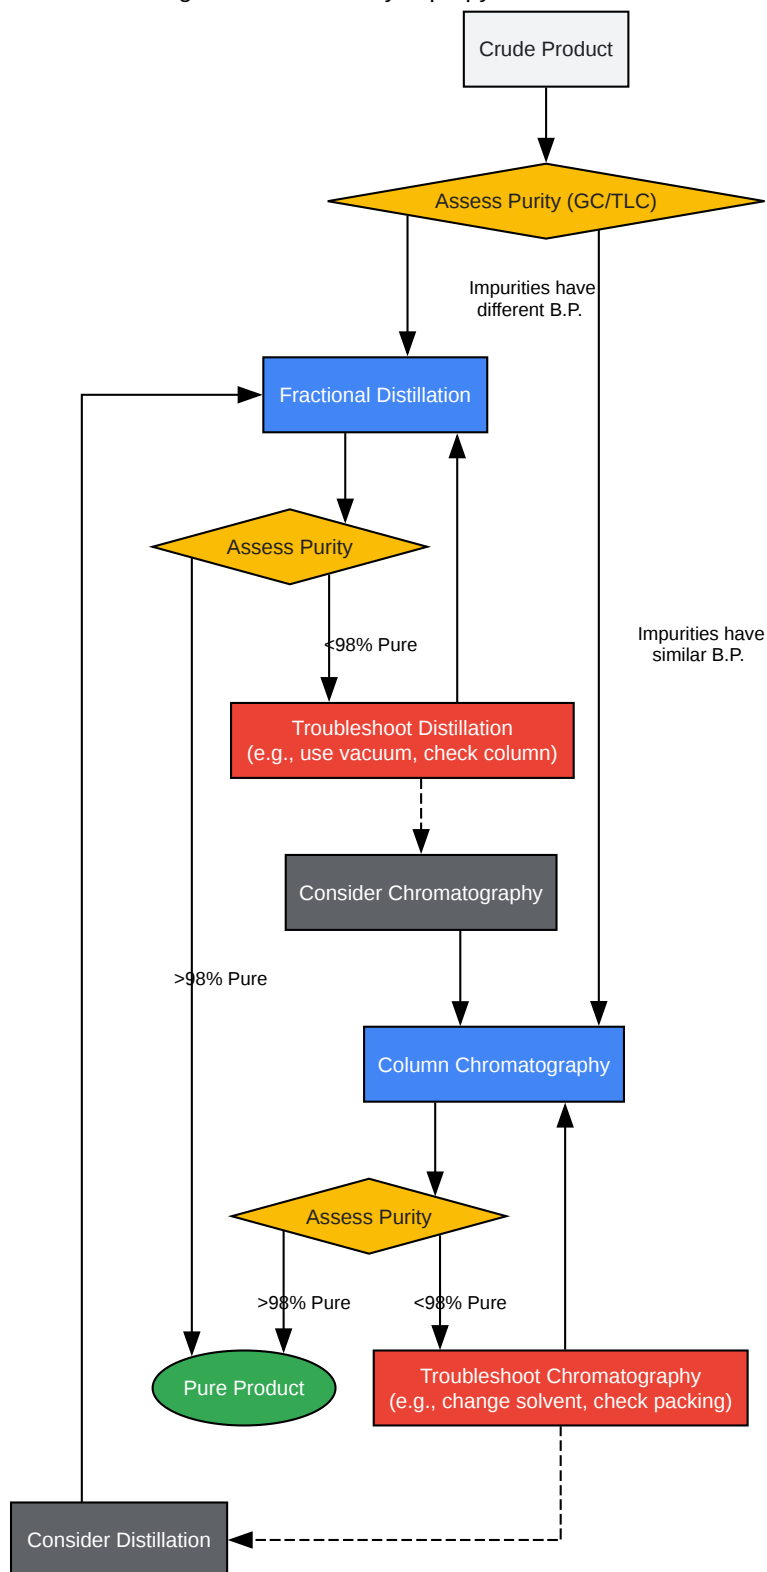 Crude Product
Assess Purity (GC/TLC)
Impurities have
different B.P.
Fractional Distillation
Assess Purity
<98% Pure
Impurities have
similar B.P.
Troubleshoot Distillation
(e.g., use vacuum, check column)
Consider Chromatography
>98% Pure
Column Chromatography
Assess Purity
>98% Pure
<98% Pure
Pure Product
Troubleshoot Chromatography
(e.g., change solvent, check packing)
Consider Distillation